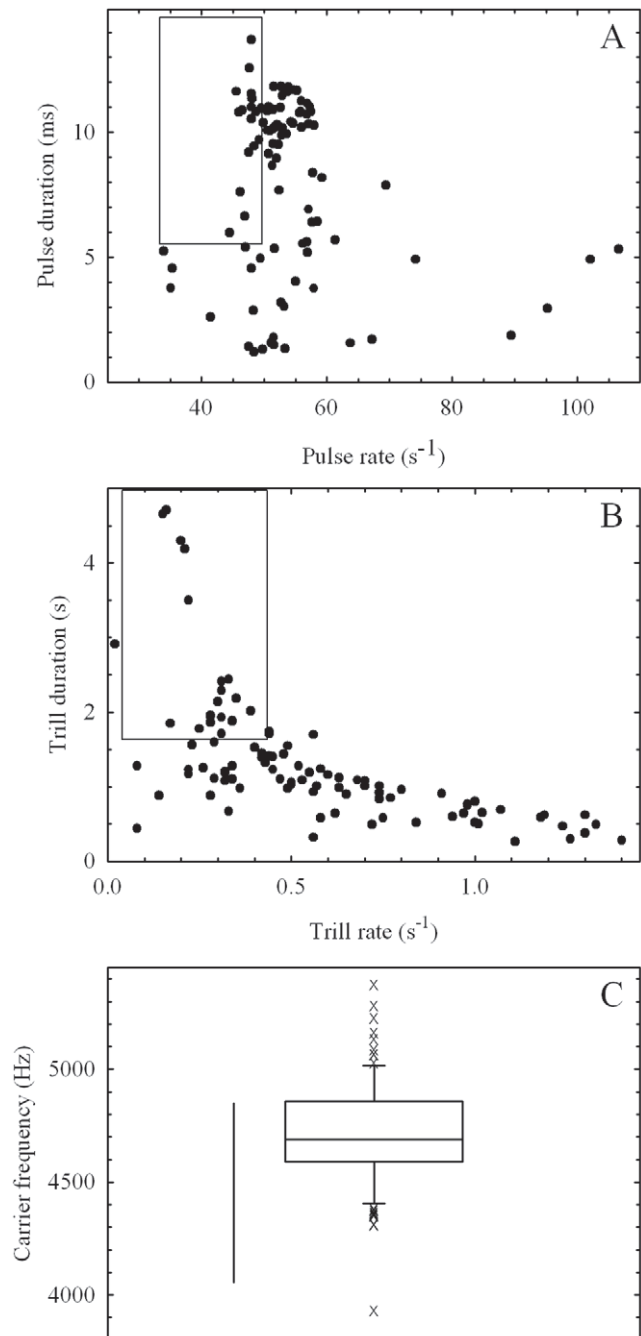 A
Pulse duration (ms)
10
5
0
40
60
80
100
Pulse rate (s-1)
B
Trill duration (s)
4
2
0
0.0
0.5
1.0
Trill rate (s-1)
C
Carrier frequency (Hz)
5000
4500
4000